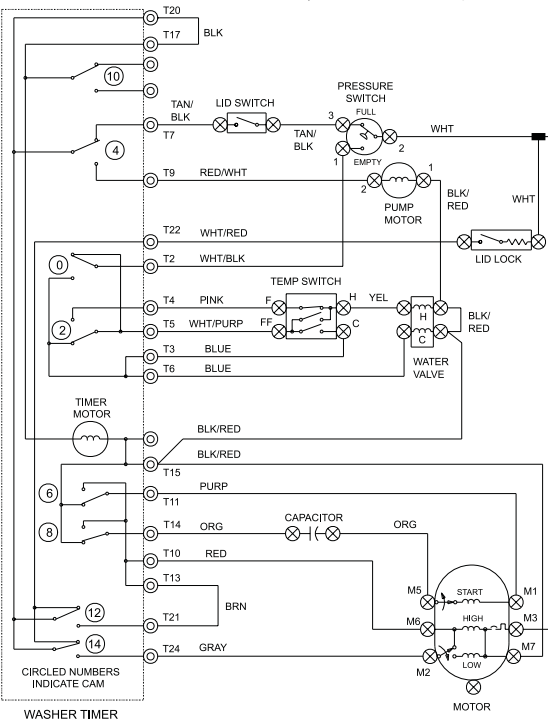 T20
T17
BLK
10
PRESSURE
SWITCH
TAN/
BLK
LID SWITCH
3
FULL
WHT
4
T7
TAN/
BLK
2
EMPTY
1
T9
RED/WHT
2
1
PUMP
MOTOR
BLK/
RED
WHT
T22
WHT/RED
LID LOCK
0
T2
WHT/BLK
TEMP SWITCH
T4
PINK
F
H
YEL
H
BLK/
RED
2
T5
WHT/PURP
FF
C
C
T3
BLUE
WATER
VALVE
T6
BLUE
TIMER
MOTOR
BLK/RED
BLK/RED
T15
6
PURP
T11
8
T14
ORG
CAPACITOR
ORG
T10
RED
T13
BRN
M5
START
M1
12
T21
M6
HIGH
M3
14
T24
GRAY
M2
LOW
M7
CIRCLED NUMBERS
INDICATE CAM
MOTOR
WASHER TIMER